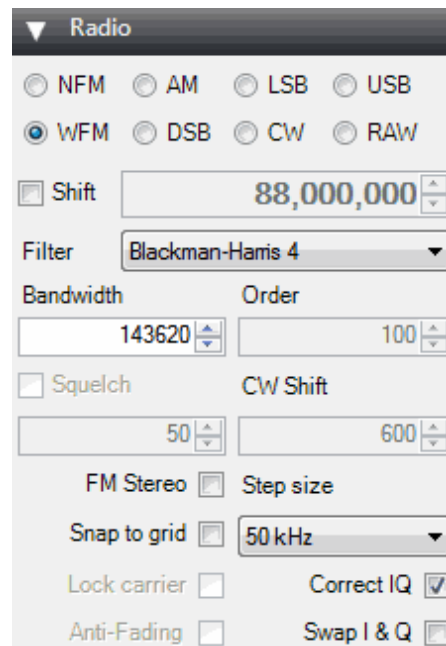 Radio
NFM AM LSB USB
WFM DSB CW RAW
Shift 88,000,000
Filter Blackman-Harris 4
Bandwidth Order
143620 100
Squelch CW Shift
50 600
FM Stereo Step size
Snap to grid 50 kHz
Lock carrier Correct IQ
Anti-Fading Swap I & Q